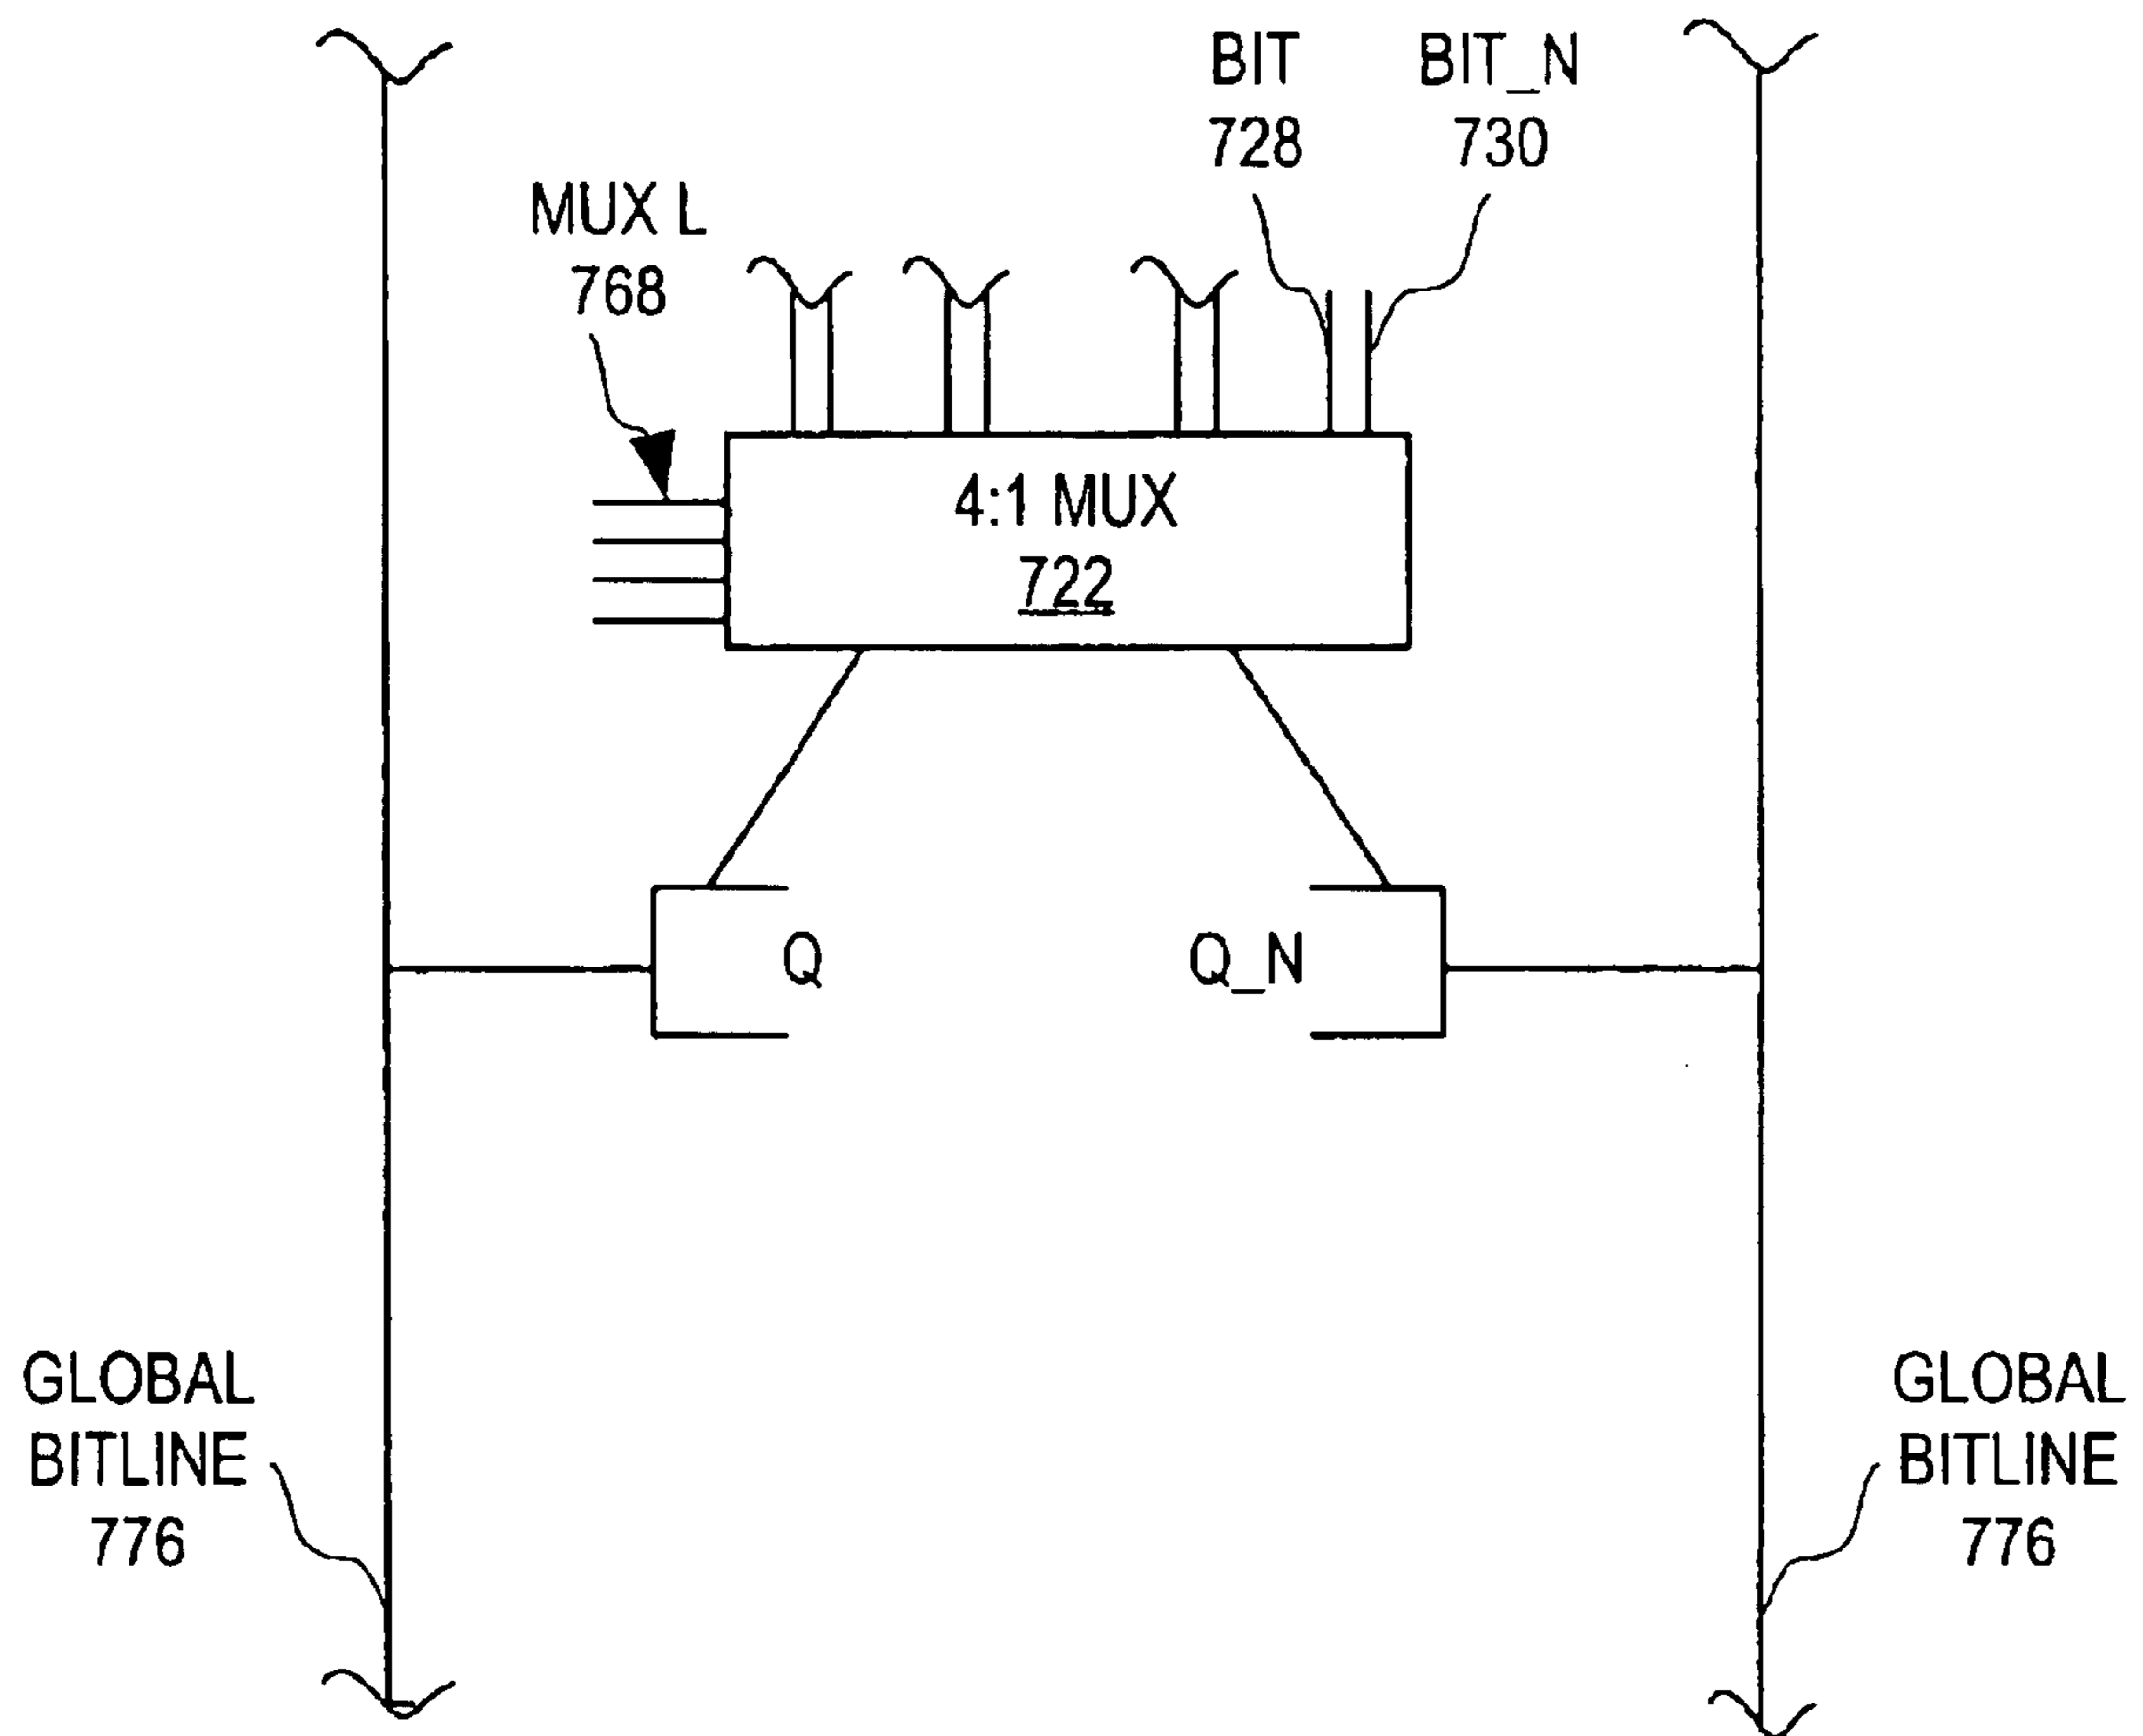 BIT
728
BIT_N
730
MUX L
768
4:1 MUX
722
Q
Q_N
GLOBAL
BITLINE
776
GLOBAL
BITLINE
776